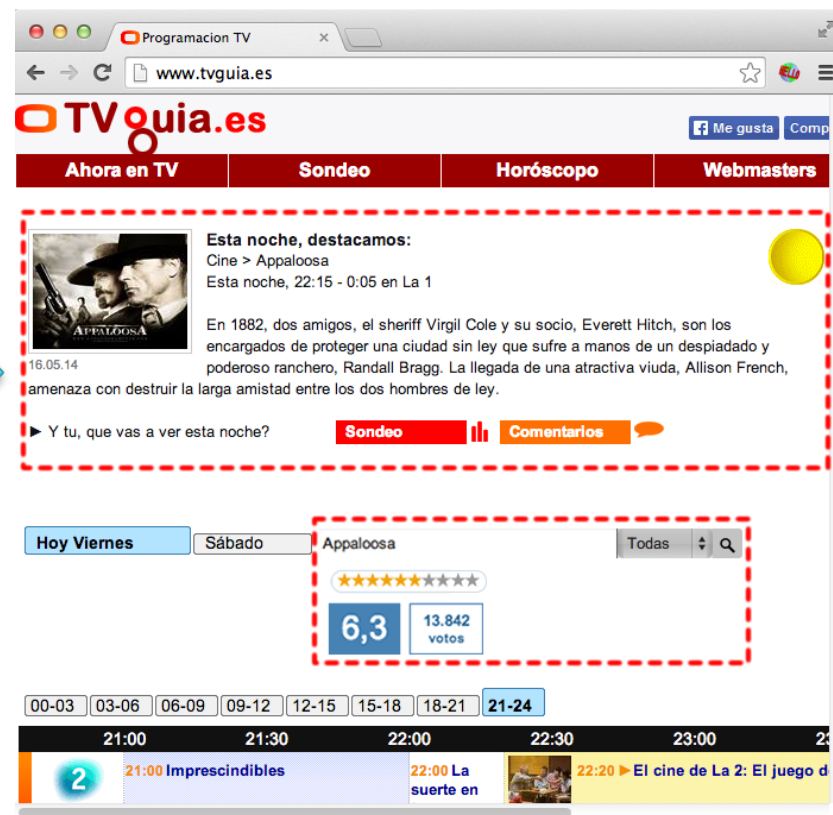 Programacion TV
www.tvguia.es
TVguia.es
Me gusta
Ahora en TV Sondeo Horóscopo Webmasters
Esta noche, destacamos:
Cine > Appaloosa
Esta noche, 22:15 - 0:05 en La 1
APPALOOSA
16.05.14
En 1882, dos amigos, el sheriff Virgil Cole y su socio, Everett Hitch, son los
encargados de proteger una ciudad sin ley que sufre a manos de un despiadado y
poderoso ranchero, Randall Bragg. La llegada de una atractiva viuda, Allison French,
amenaza con destruir la larga amistad entre los dos hombres de ley.
► Y tu, que vas a ver esta noche? Sondeo Comentarios
Hoy Viernes Sábado Appaloosa Todas
6,3 13.842
votos
00-03 03-06 06-09 09-12 12-15 15-18 18-21 21-24
21:00 21:30 22:00 22:30 23:00
2 21:00 Imprescindibles 22:00 La 22:20 ► El cine de La 2: El juego
suerte en